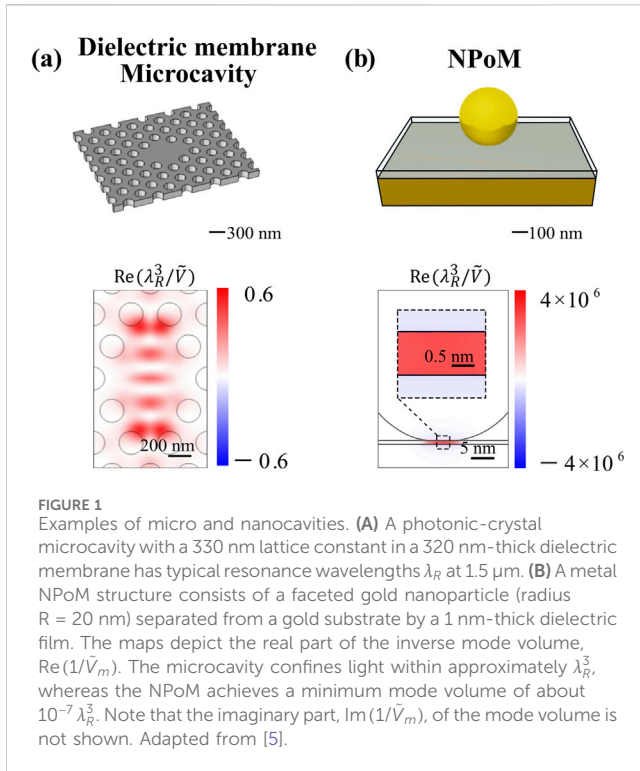 (a) Dielectric membrane
Microcavity
300 nm
(b) NPoM
100 nm
Re(λ_R^3/Ṽ)
0.6
200 nm
— 0.6
Re(λ_R^3/Ṽ)
4×10^6
0.5 nm
5 nm
— 4×10^6
FIGURE 1
Examples of micro and nanocavities. (A) A photonic-crystal
microcavity with a 330 nm lattice constant in a 320 nm-thick dielectric
membrane has typical resonance wavelengths λ_R at 1.5 μm. (B) A metal
NPoM structure consists of a faceted gold nanoparticle (radius
R = 20 nm) separated from a gold substrate by a 1 nm-thick dielectric
film. The maps depict the real part of the inverse mode volume,
Re(1/Ṽ_m). The microcavity confines light within approximately λ_R^3,
whereas the NPoM achieves a minimum mode volume of about
10^−7 λ_R^3. Note that the imaginary part, Im(1/Ṽ_m), of the mode volume is
not shown. Adapted from [5].